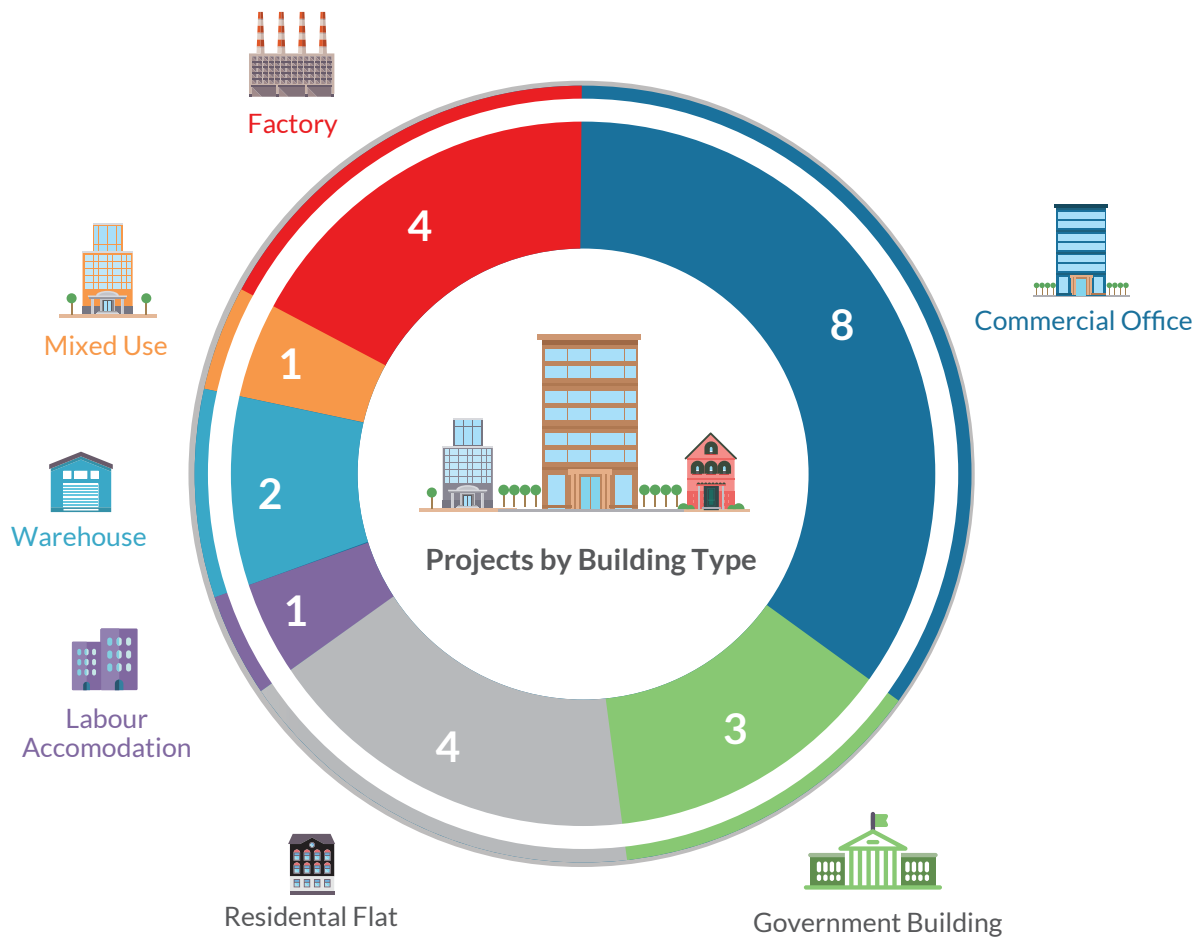 Factory
4
8
Commercial Office
Mixed Use
1
Warehouse
2
Projects by Building Type
1
Labour
Accomodation
4
3
Residental Flat
Government Building